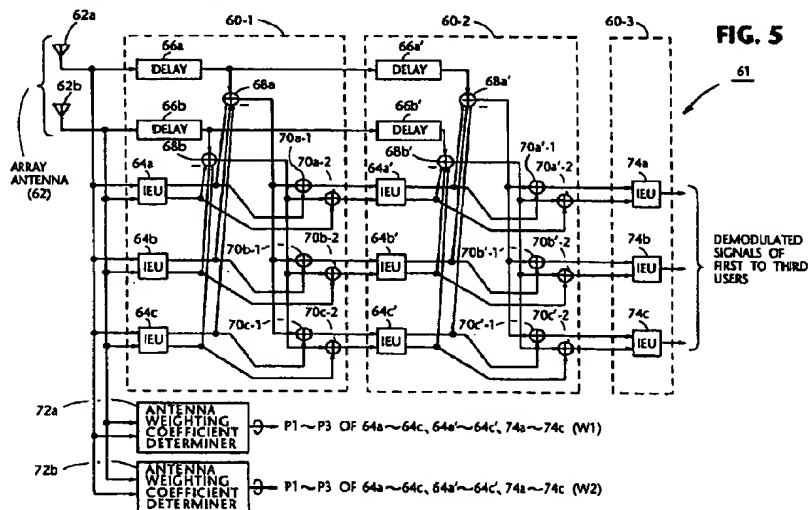 60-1
60-2
60-3
FIG. 5
61
62a
62b
66a
DELAY
66a'
DELAY
68a
68a'
66b
DELAY
66b'
DELAY
68b
68b'
ARRAY
ANTENNA
(62)
64a
IEU
70a-1
70a-2
64a'
IEU
70a'-1
70a'-2
74a
IEU
64b
IEU
70b-1
70b-2
64b'
IEU
70b'-1
70b'-2
74b
IEU
DEMODULATED
SIGNALS OF
FIRST TO THIRD
USERS
64c
IEU
70c-1
70c-2
64c'
IEU
70c'-1
70c'-2
74c
IEU
72a
ANTENNA
WEIGHTING
COEFFICIENT
DETERMINER
P1~P3 OF 64a~64c, 64a'~64c', 74a~74c (W1)
72b
ANTENNA
WEIGHTING
COEFFICIENT
DETERMINER
P1~P3 OF 64a~64c, 64a'~64c', 74a~74c (W2)